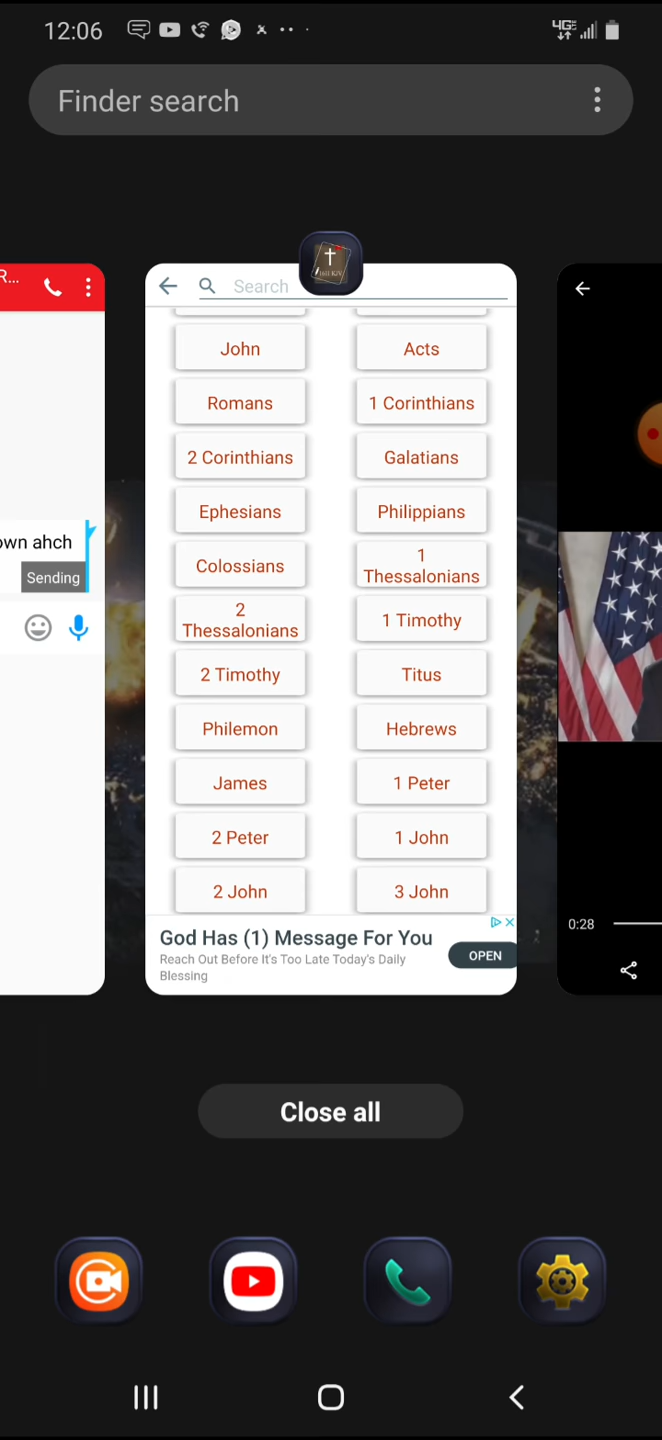 12:06
4GE
Finder search
R...
Search
John
Acts
Romans
1 Corinthians
2 Corinthians
Galatians
Ephesians
Philippians
own ahch
Sending
Colossians
1
Thessalonians
2
Thessalonians
1 Timothy
2 Timothy
Titus
Philemon
Hebrews
James
1 Peter
2 Peter
1 John
2 John
3 John
God Has (1) Message For You
Reach Out Before It's Too Late Today's Daily
Blessing
OPEN
0:28
Close all